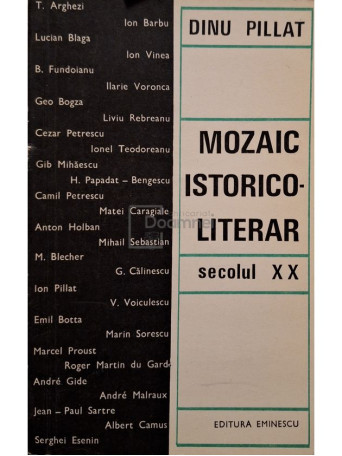 T. Arghezi
Ion Barbu
Lucian Blaga
Ion Vinea
B. Fundoianu
Ilarie Voronca
Geo Bogza
Liviu Rebreanu
Cezar Petrescu
Ionel Teodoreanu
Gib Mihăescu
H. Papadat – Bengescu
Camil Petrescu
Matei Caragiale
Anton Holban
Mihail Sebastian
M. Blecher
G. Călinescu
Ion Pillat
V. Voiculescu
Emil Botta
Marin Sorescu
Marcel Proust
Roger Martin du Gard
André Gide
André Malraux
Jean – Paul Sartre
Albert Camus
Serghei Esenin
DINU PILLAT
MOZAIC
ISTORICO-
LITERAR
secolul XX
EDITURA EMINESCU